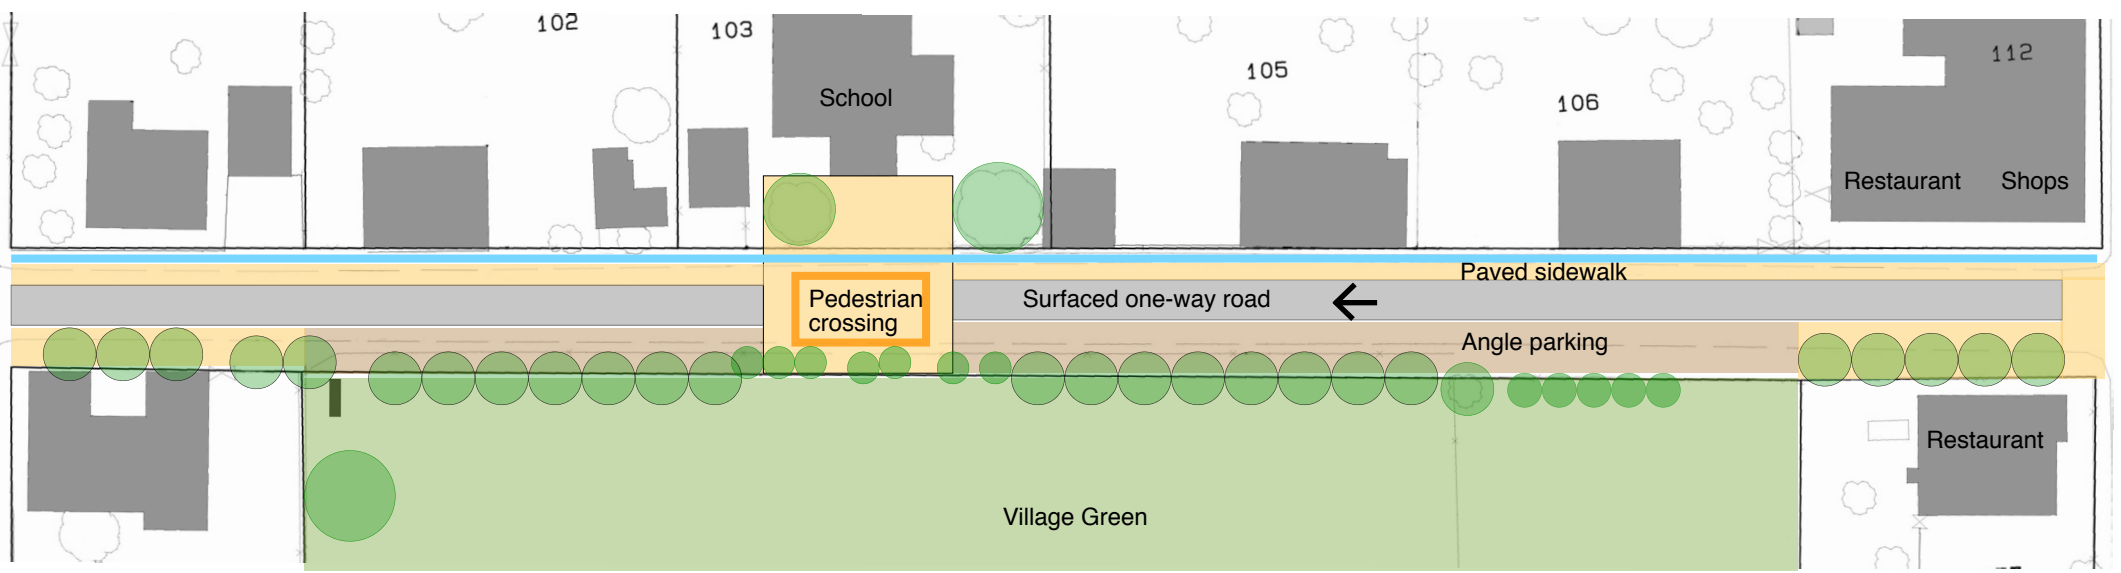 102
103
School
105
106
112
Restaurant
Shops
Paved sidewalk
Pedestrian
crossing
Surfaced one-way road
Angle parking
Restaurant
Village Green